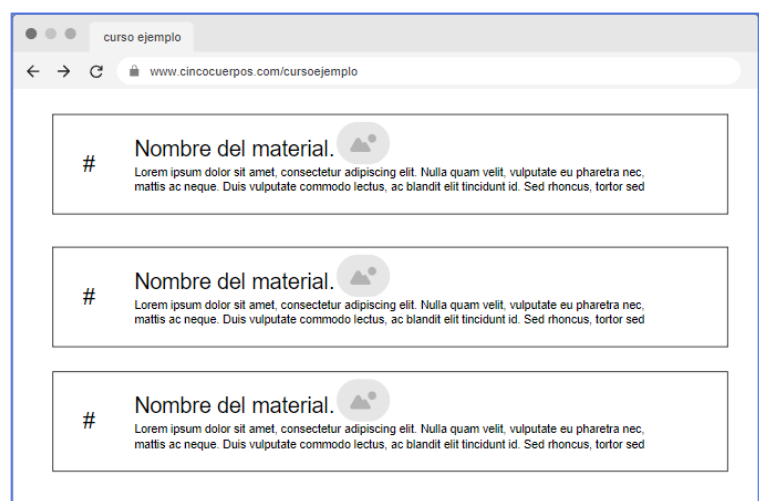 curso ejemplo
www.cincocuerpos.com/cursoejemplo
#
Nombre del material.
Lorem ipsum dolor sit amet, consectetur adipiscing elit. Nulla quam velit, vulputate eu pharetra nec,
mattis ac neque. Duis vulputate commodo lectus, ac blandit elit tincidunt id. Sed rhoncus, tortor sed
#
Nombre del material.
Lorem ipsum dolor sit amet, consectetur adipiscing elit. Nulla quam velit, vulputate eu pharetra nec,
mattis ac neque. Duis vulputate commodo lectus, ac blandit elit tincidunt id. Sed rhoncus, tortor sed
#
Nombre del material.
Lorem ipsum dolor sit amet, consectetur adipiscing elit. Nulla quam velit, vulputate eu pharetra nec,
mattis ac neque. Duis vulputate commodo lectus, ac blandit elit tincidunt id. Sed rhoncus, tortor sed